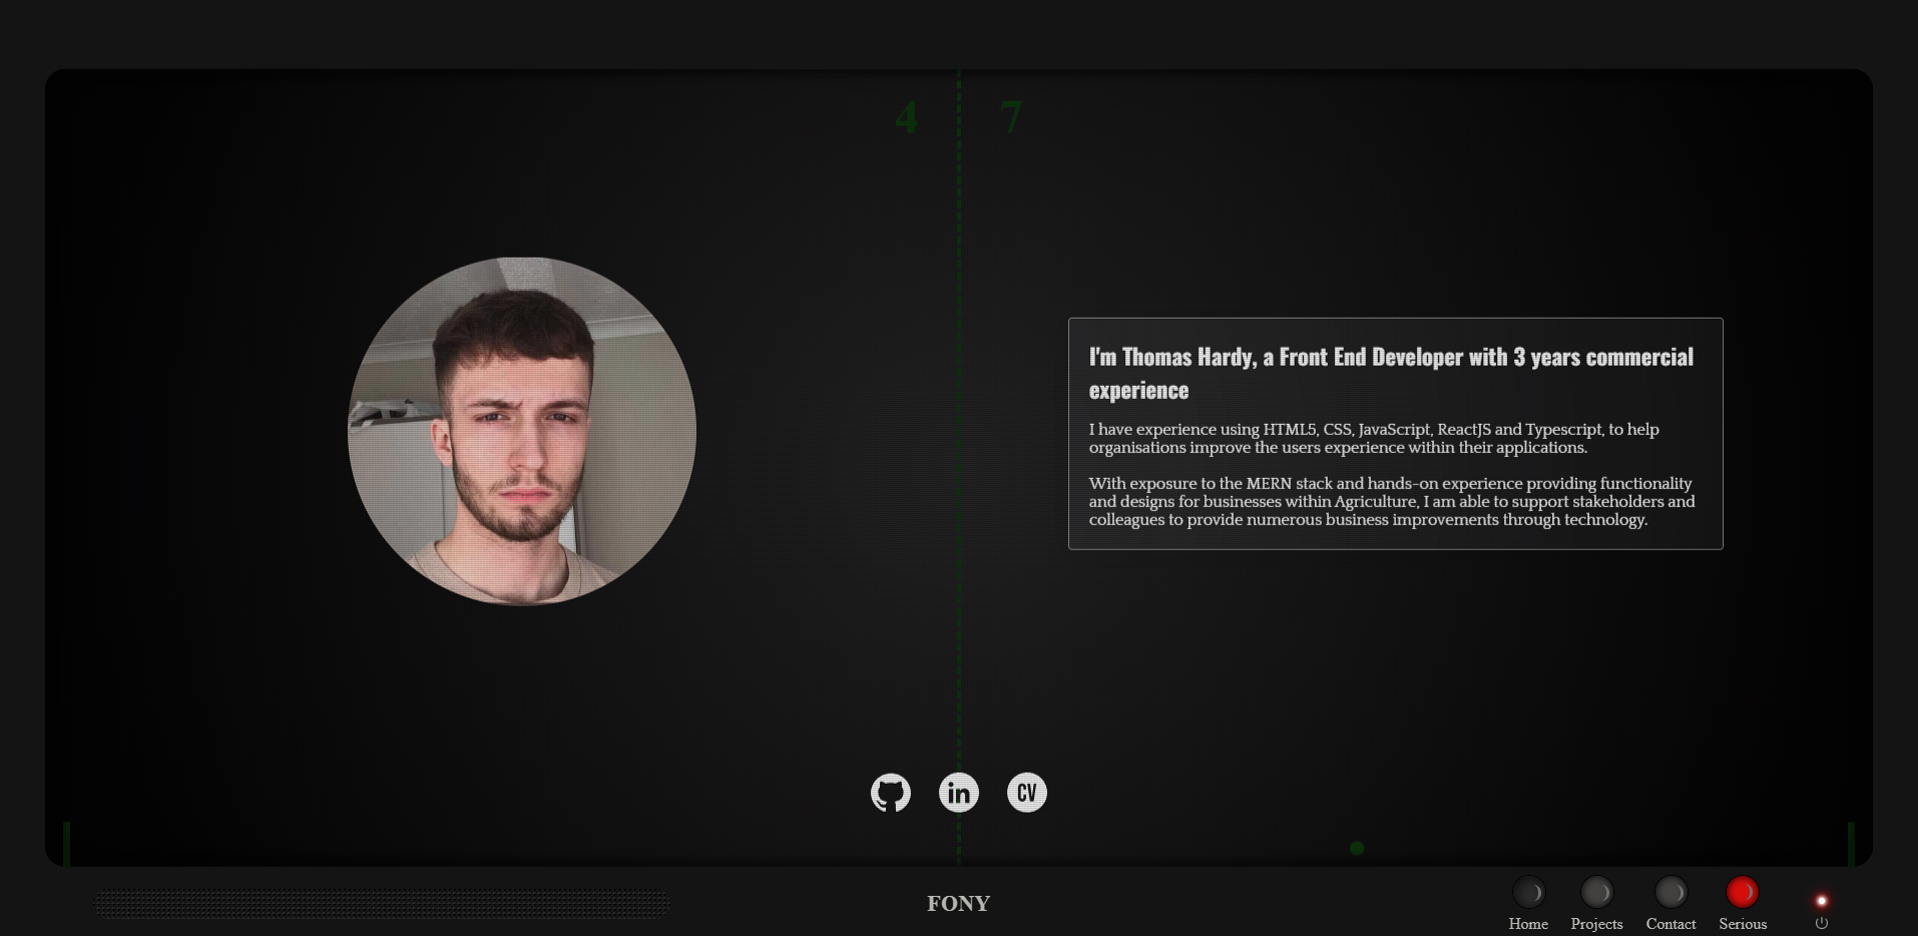 4 7
I'm Thomas Hardy, a Front End Developer with 3 years commercial
experience
I have experience using HTML5, CSS, JavaScript, ReactJS and Typescript, to help
organisations improve the users experience within their applications.
With exposure to the MERN stack and hands-on experience providing functionality
and designs for businesses within Agriculture, I am able to support stakeholders and
colleagues to provide numerous business improvements through technology.
in CV
FONY
Home Projects Contact Serious